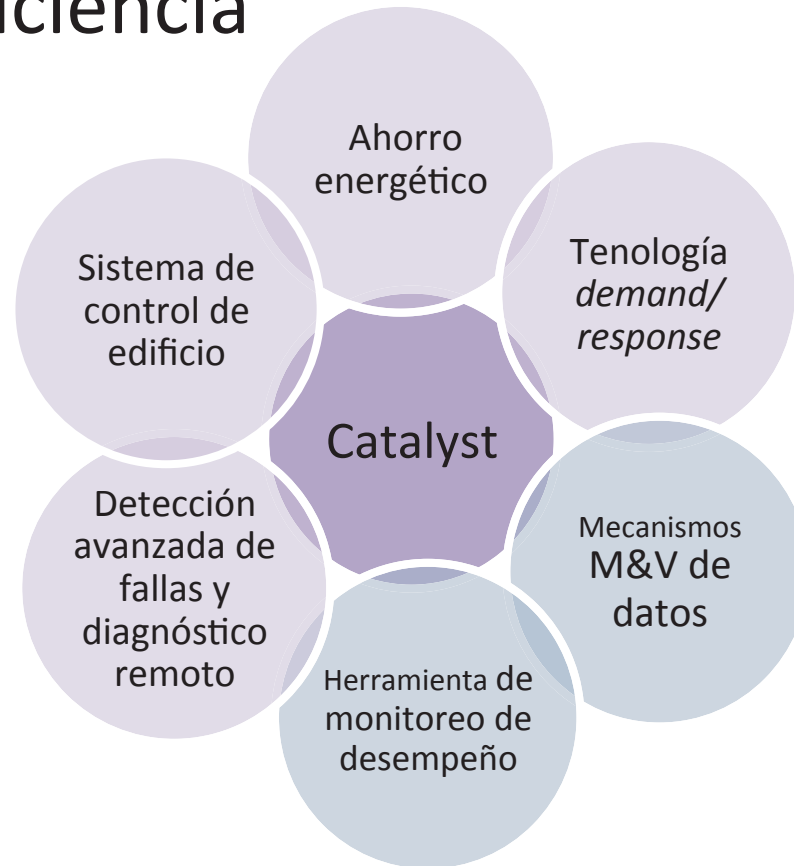 iciencia
Ahorro
energético
Tenología
demand/
response
Mecanismos
M&V de
datos
Herramienta de
monitoreo de
desempeño
Detección
avanzada de
fallas y
diagnóstico
remoto
Sistema de
control de
edificio
Catalyst